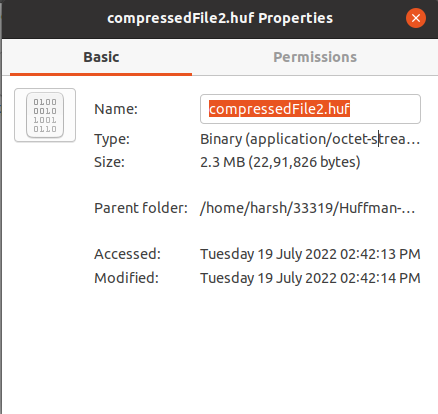 compressedFile2.huf Properties
Basic Permissions
0100
0010
1001
0110
Name: compressedFile2.huf
Type: Binary (application/octet-strea…
Size: 2.3 MB (22,91,826 bytes)
Parent folder: /home/harsh/33319/Huffman-…
Accessed: Tuesday 19 July 2022 02:42:13 PM
Modified: Tuesday 19 July 2022 02:42:14 PM